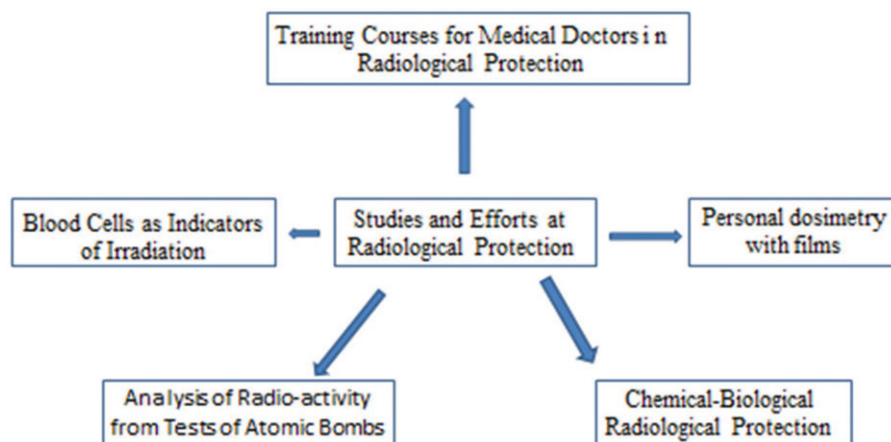 Training Courses for Medical Doctors in
Radiological Protection
Blood Cells as Indicators
of Irradiation
Studies and Efforts at
Radiological Protection
Personal dosimetry
with films
Analysis of Radio-activity
from Tests of Atomic Bombs
Chemical-Biological
Radiological Protection